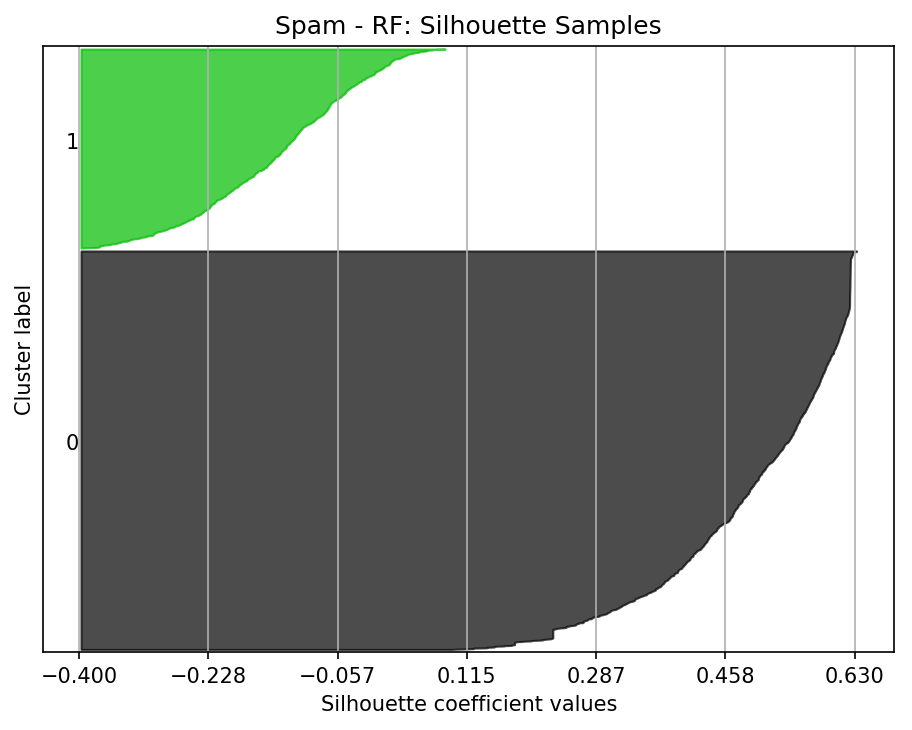 Spam - RF: Silhouette Samples
Cluster label
1
0
−0.400 −0.228 −0.057 0.115 0.287 0.458 0.630
Silhouette coefficient values